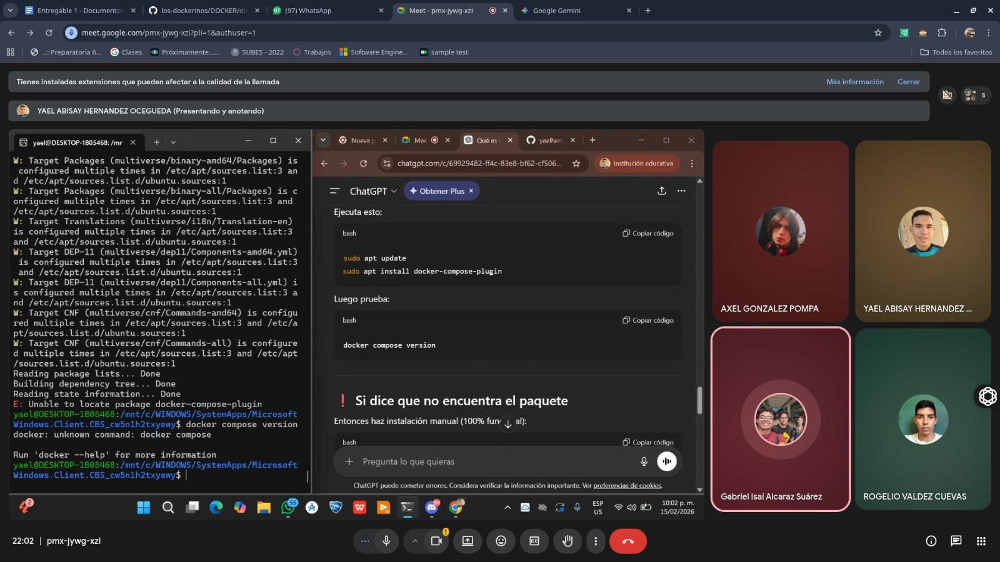 Entregable 1 - Documentos
los-dockerinos/DOCKER/do
(97) WhatsApp
Meet - pmx-jywg-xzi
Google Gemini
meet.google.com/pmx-jywg-xzi?pli=1&authuser=1
..:: Preparatoria 6...
Clases
Próximamente......
SUBES - 2022
Trabajos
Software Enginee...
sample test
Todos los favoritos
Tienes instaladas extensiones que pueden afectar a la calidad de la llamada
Más información
Cerrar
5
YAEL ABISAY HERNANDEZ OCEGUEDA (Presentando y anotando)
yael@DESKTOP-1B05468: /mr
W: Target Packages (multiverse/binary-amd64/Packages) is
configured multiple times in /etc/apt/sources.list:3 an
d /etc/apt/sources.list.d/ubuntu.sources:1
W: Target Packages (multiverse/binary-all/Packages) is c
onfigured multiple times in /etc/apt/sources.list:3 and
/etc/apt/sources.list.d/ubuntu.sources:1
W: Target Translations (multiverse/i18n/Translation-en)
is configured multiple times in /etc/apt/sources.list:3
and /etc/apt/sources.list.d/ubuntu.sources:1
W: Target DEP-11 (multiverse/dep11/Components-amd64.yml)
is configured multiple times in /etc/apt/sources.list:3
and /etc/apt/sources.list.d/ubuntu.sources:1
W: Target DEP-11 (multiverse/dep11/Components-all.yml) i
s configured multiple times in /etc/apt/sources.list:3 a
nd /etc/apt/sources.list.d/ubuntu.sources:1
W: Target CNF (multiverse/cnf/Commands-amd64) is configu
red multiple times in /etc/apt/sources.list:3 and /etc/a
pt/sources.list.d/ubuntu.sources:1
W: Target CNF (multiverse/cnf/Commands-all) is configure
d multiple times in /etc/apt/sources.list:3 and /etc/apt
/sources.list.d/ubuntu.sources:1
Reading package lists... Done
Building dependency tree... Done
Reading state information... Done
E: Unable to locate package docker-compose-plugin
yael@DESKTOP-1B05468:/mnt/c/WINDOWS/SystemApps/Microsoft
Windows.Client.CBS_cw5n1h2txyewy$ docker compose version
docker: unknown command: docker compose
Run 'docker --help' for more information
yael@DESKTOP-1B05468:/mnt/c/WINDOWS/SystemApps/Microsoft
Windows.Client.CBS_cw5n1h2txyewy$
Nueva p
Mee
Qué es
yaelher
chatgpt.com/c/69929482-ff4c-83e8-bf62-cf506...
Institución educativa
ChatGPT
Obtener Plus
Ejecuta esto:
bash
Copiar código
sudo apt update
sudo apt install docker-compose-plugin
Luego prueba:
bash
Copiar código
docker compose version
❗ Si dice que no encuentra el paquete
Entonces haz instalación manual (100% fun al):
bash
Copiar código
Pregunta lo que quieras
ChatGPT puede cometer errores. Considera verificar la información importante. Ver preferencias de cookies.
AXEL GONZALEZ POMPA
YAEL ABISAY HERNANDEZ ...
Gabriel Isaí Alcaraz Suárez
ROGELIO VALDEZ CUEVAS
2
55
ESP
US
10:02 p. m.
15/02/2026
22:02 | pmx-jywg-xzi